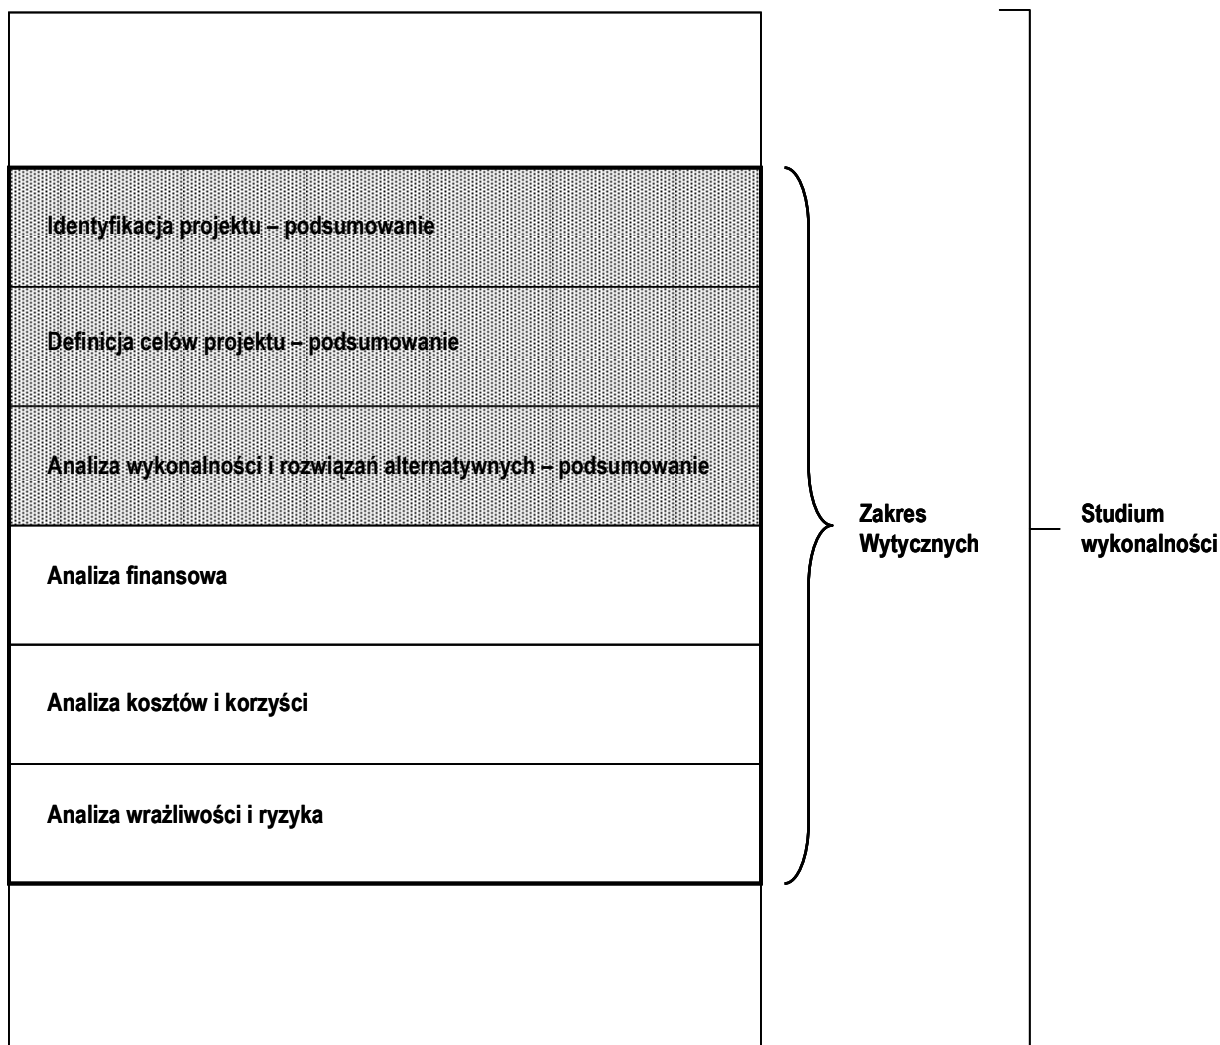 Identyfikacja projektu – podsumowanie
Definicja celów projektu – podsumowanie
Analiza wykonalności i rozwiązań alternatywnych – podsumowanie
Analiza finansowa
Analiza kosztów i korzyści
Analiza wrażliwości i ryzyka
Zakres
Wytycznych
Studium
wykonalności